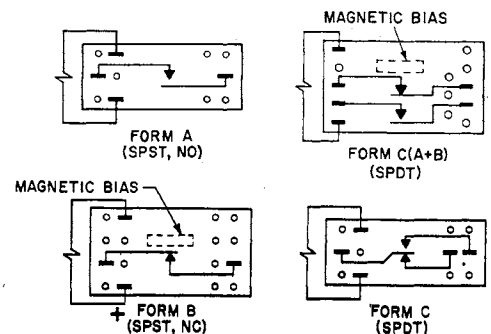 MAGNETIC BIAS
FORM A
(SPST, NO)
FORM C(A+B)
(SPDT)
MAGNETIC BIAS
+
FORM B
(SPST, NC)
FORM C
(SPDT)